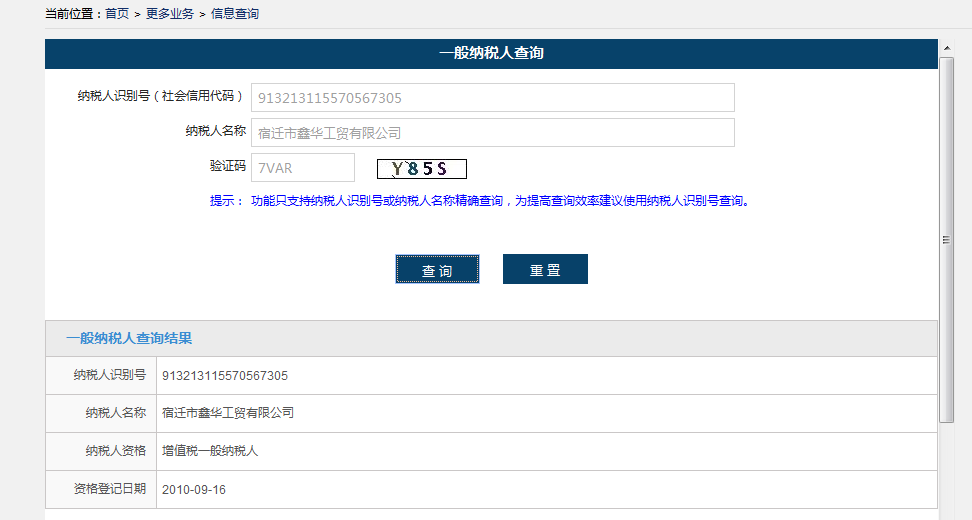 当前位置：首页 > 更多业务 > 信息查询
一般纳税人查询
纳税人识别号（社会信用代码） 913213115570567305
纳税人名称 宿迁市鑫华工贸有限公司
验证码 7VAR Y85S
提示： 功能只支持纳税人识别号或纳税人名称精确查询，为提高查询效率建议使用纳税人识别号查询。
查 询 重 置
一般纳税人查询结果
纳税人识别号 913213115570567305
纳税人名称 宿迁市鑫华工贸有限公司
纳税人资格 增值税一般纳税人
资格登记日期 2010-09-16